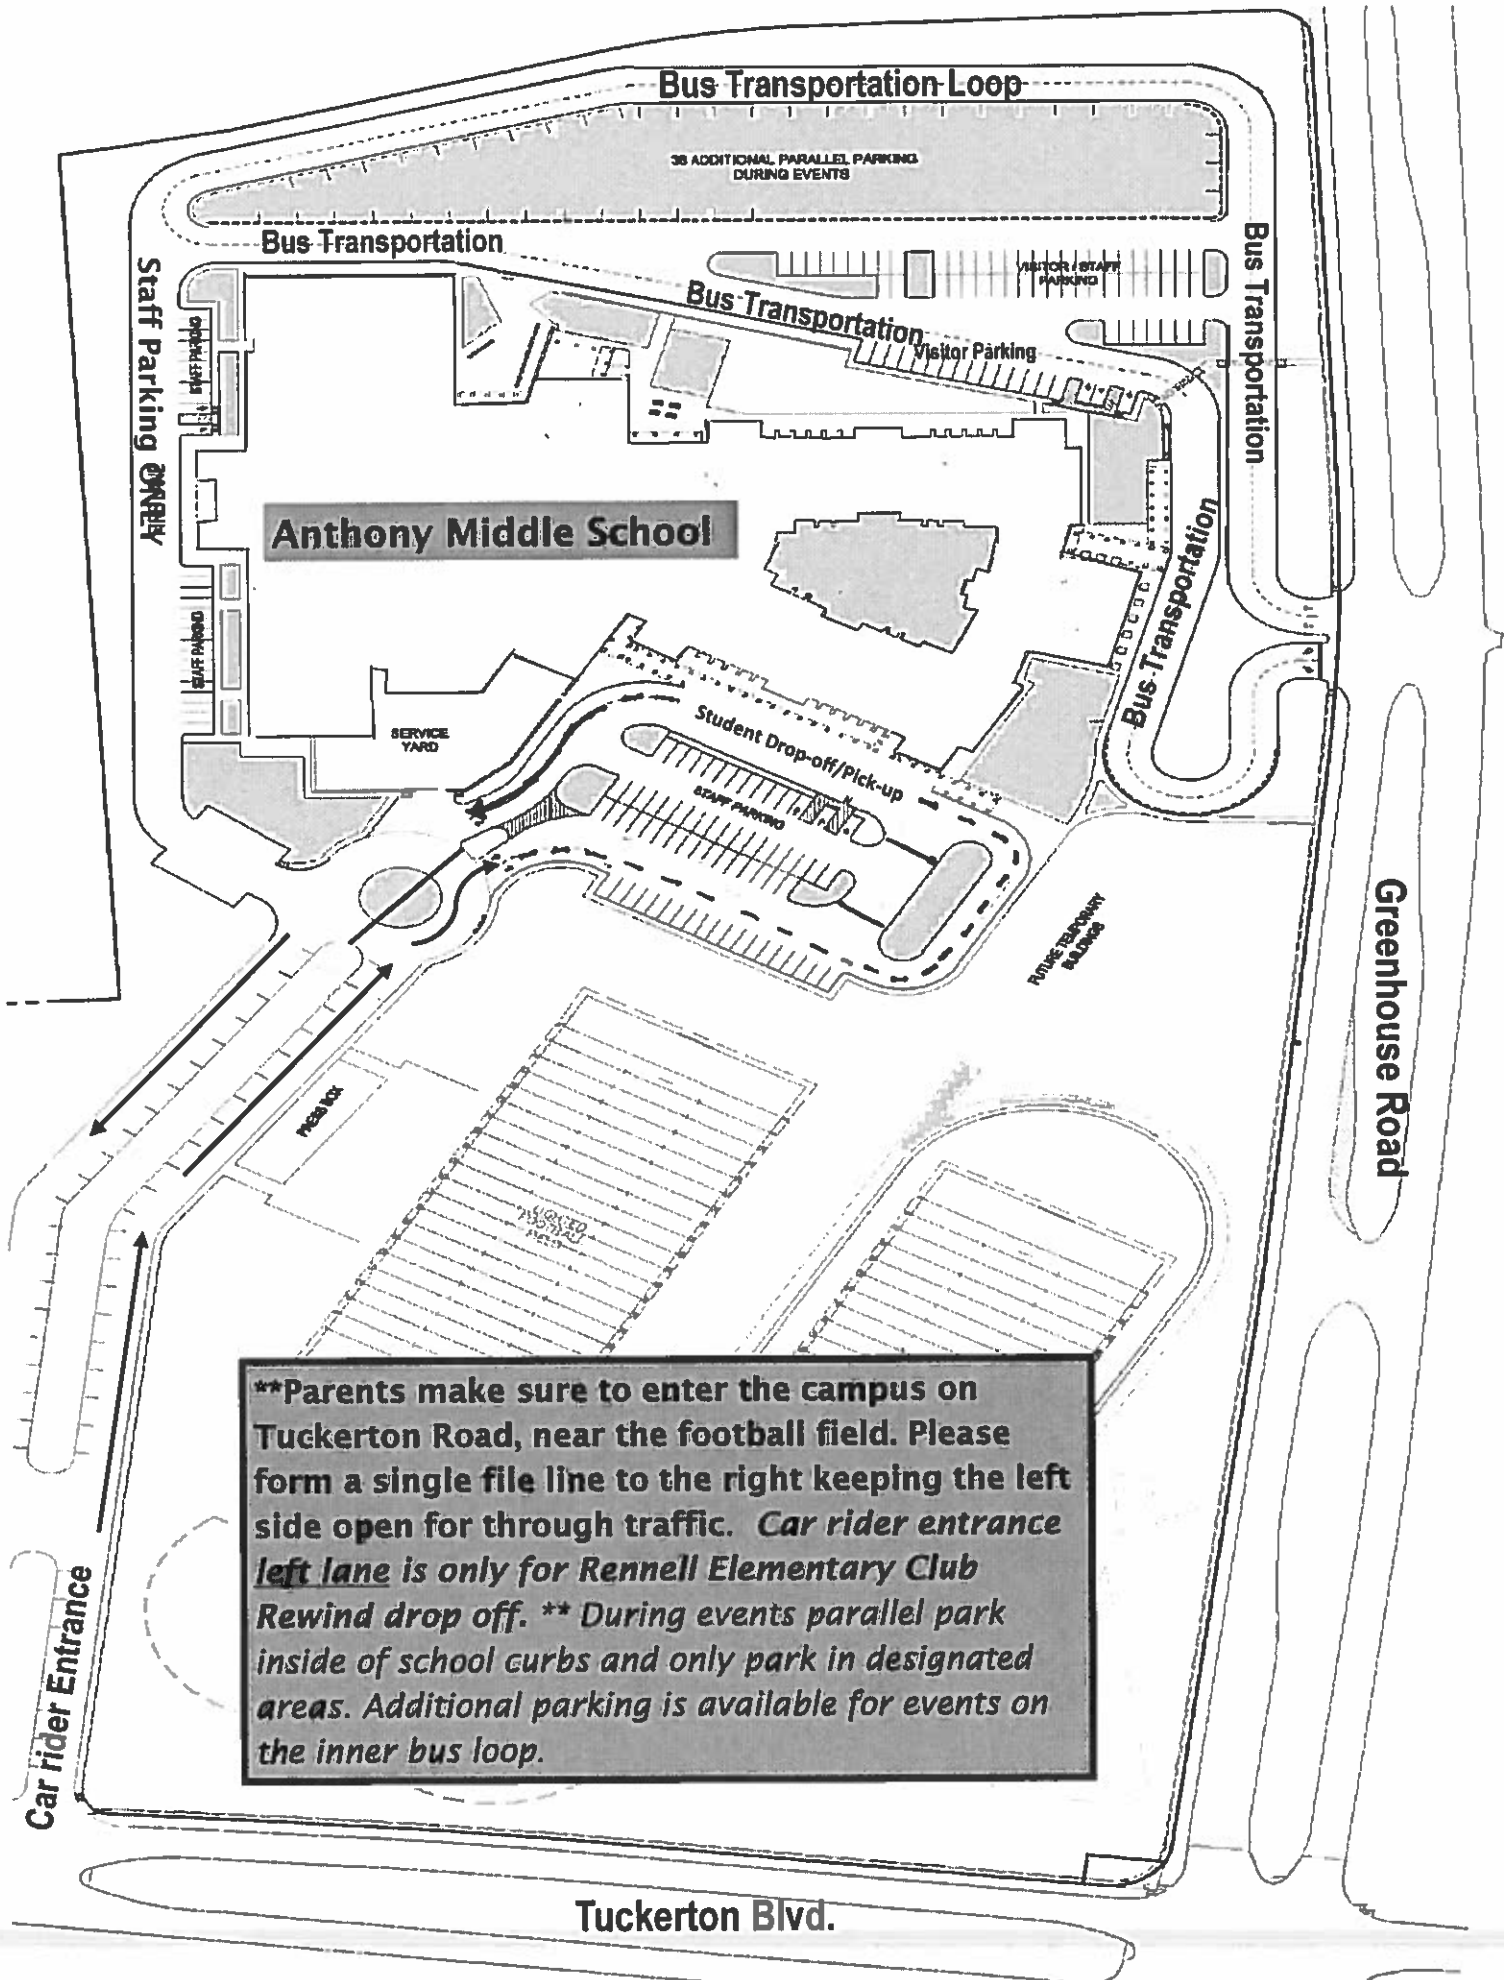 Bus Transportation Loop
38 ADDITIONAL PARALLEL PARKING
DURING EVENTS
Bus Transportation
VISITOR / STAFF
PARKING
Bus Transportation
Bus Transportation
Visitor Parking
Staff Parking ONLY
STAFF PARKING
Anthony Middle School
Bus Transportation
STAFF PARKING
SERVICE
YARD
Student Drop-off/Pick-up
STAFF PARKING
FUTURE TEMPORARY
BUILDINGS
Greenhouse Road
PRESS BOX
**Parents make sure to enter the campus on
Tuckerton Road, near the football field. Please
form a single file line to the right keeping the left
side open for through traffic. Car rider entrance
left lane is only for Rennell Elementary Club
Rewind drop off. ** During events parallel park
inside of school curbs and only park in designated
areas. Additional parking is available for events on
the inner bus loop.
Car rider Entrance
Tuckerton Blvd.